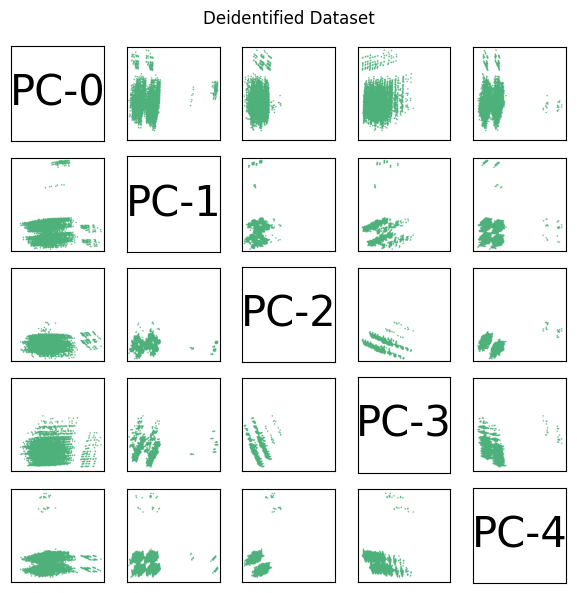 Deidentified Dataset
PC-0
PC-1
PC-2
PC-3
PC-4